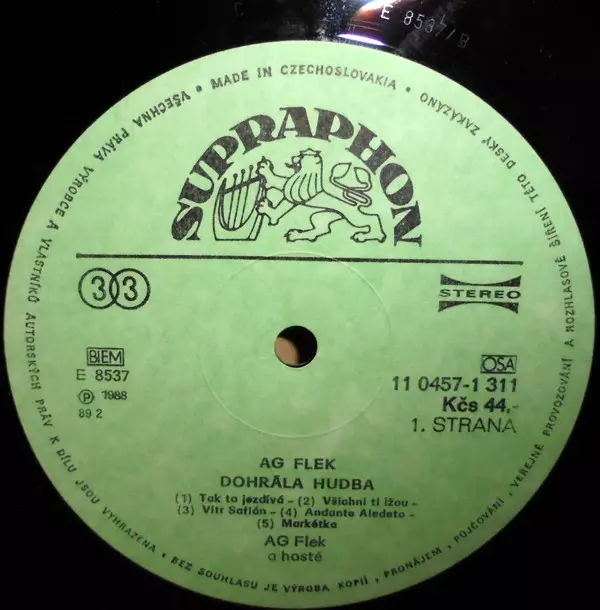 E 8537/B
• MADE IN CZECHOSLOVAKIA • VŠECHNA PRÁVA VÝROBCE A VLASTNÍKŮ AUTORSKÝCH PRÁV K DÍLU JSOU VYHRAZENA • BEZ SOUHLASU JE VÝROBA KOPIÍ, PRONÁJEM, PŮJČOVÁNÍ, VEŘEJNÉ PROVOZOVÁNÍ A ROZHLASOVÉ ŠÍŘENÍ TÉTO DESKY ZAKÁZÁNO
SUPRAPHON
33
STEREO
BIEM
E 8537
Ⓟ 1988
89 2
OSA
11 0457-1 311
Kčs 44,-
1. STRANA
AG FLEK
DOHRÁLA HUDBA
(1) Tak to jezdívá - (2) Všichni ti lžou -
(3) Vítr Satián - (4) Andante Aledeto -
(5) Markétka
AG Flek
a hosté